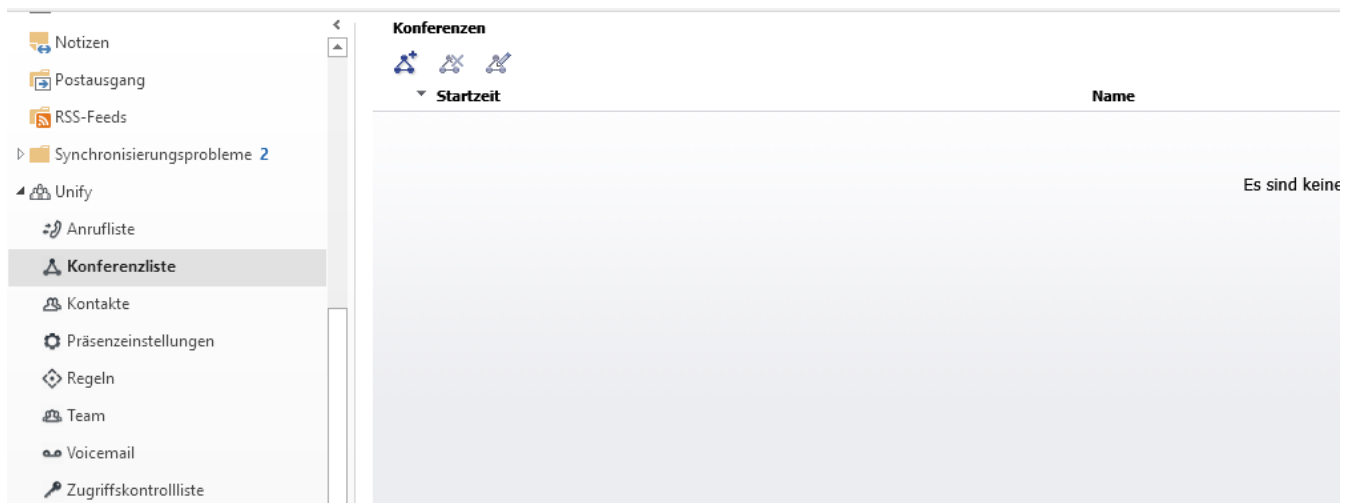 Notizen
Postausgang
RSS-Feeds
Synchronisierungsprobleme 2
Unify
Anrufliste
Konferenzliste
Kontakte
Präsenzeinstellungen
Regeln
Team
Voicemail
Zugriffskontrollliste
Konferenzen
Startzeit Name
Es sind keine